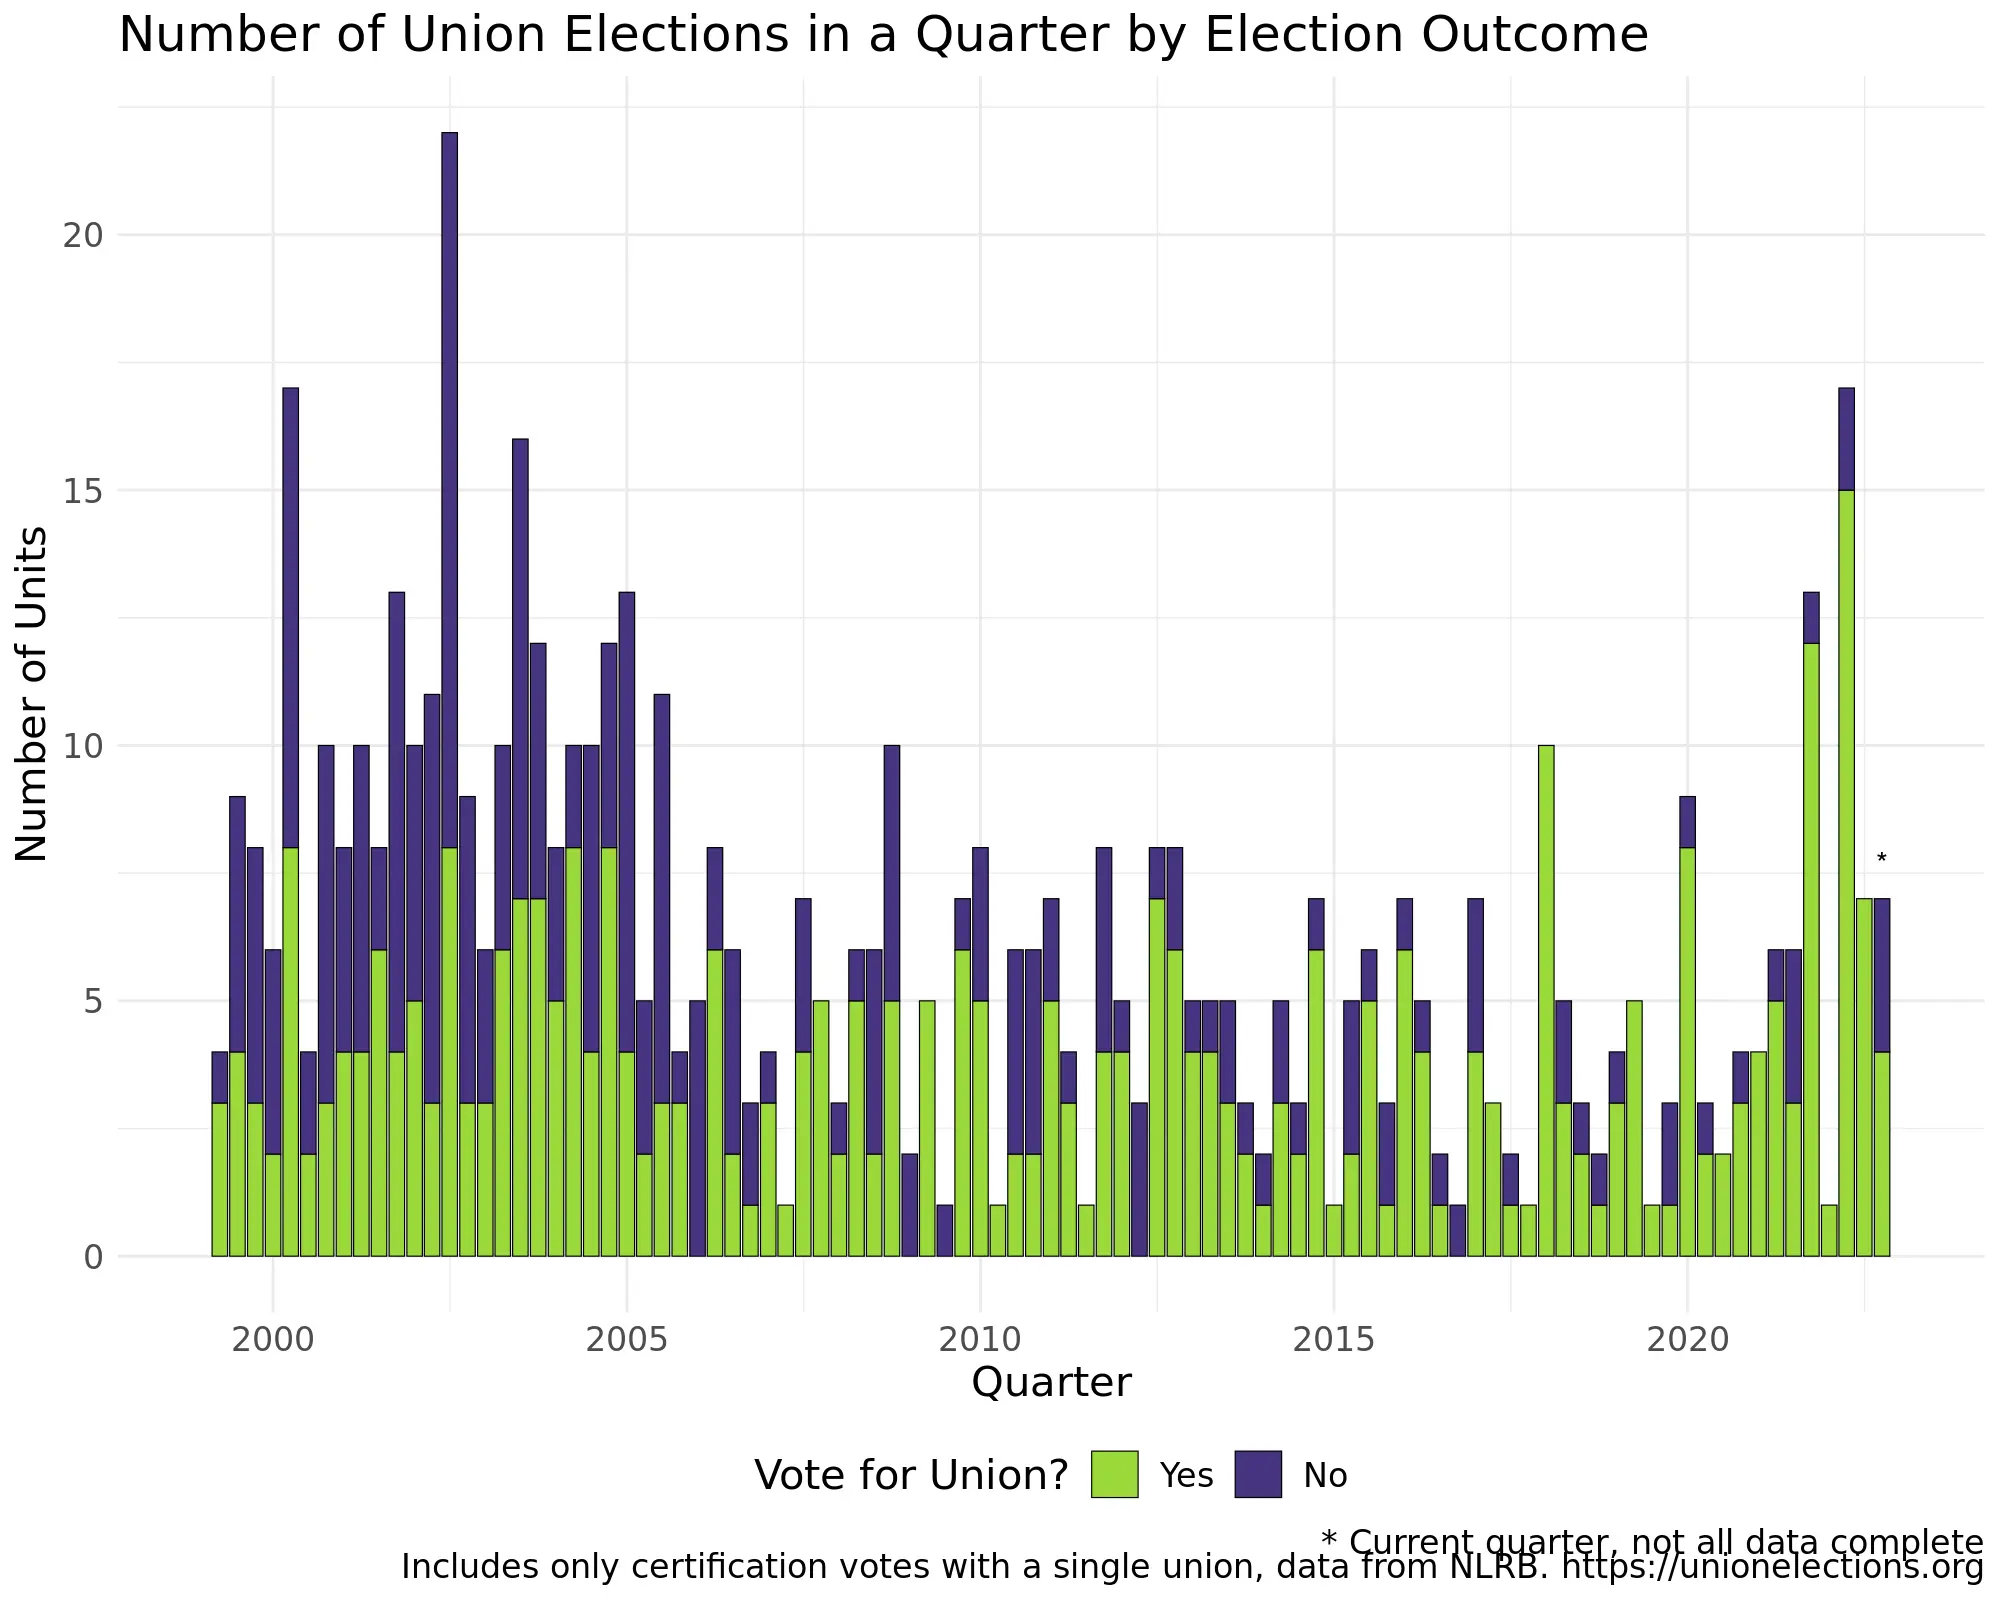 Number of Union Elections in a Quarter by Election Outcome
20
15
10
5
0
Number of Units
2000 2005 2010 2015 2020
*
Quarter
Vote for Union? Yes No
* Current quarter, not all data complete
Includes only certification votes with a single union, data from NLRB. https://unionelections.org